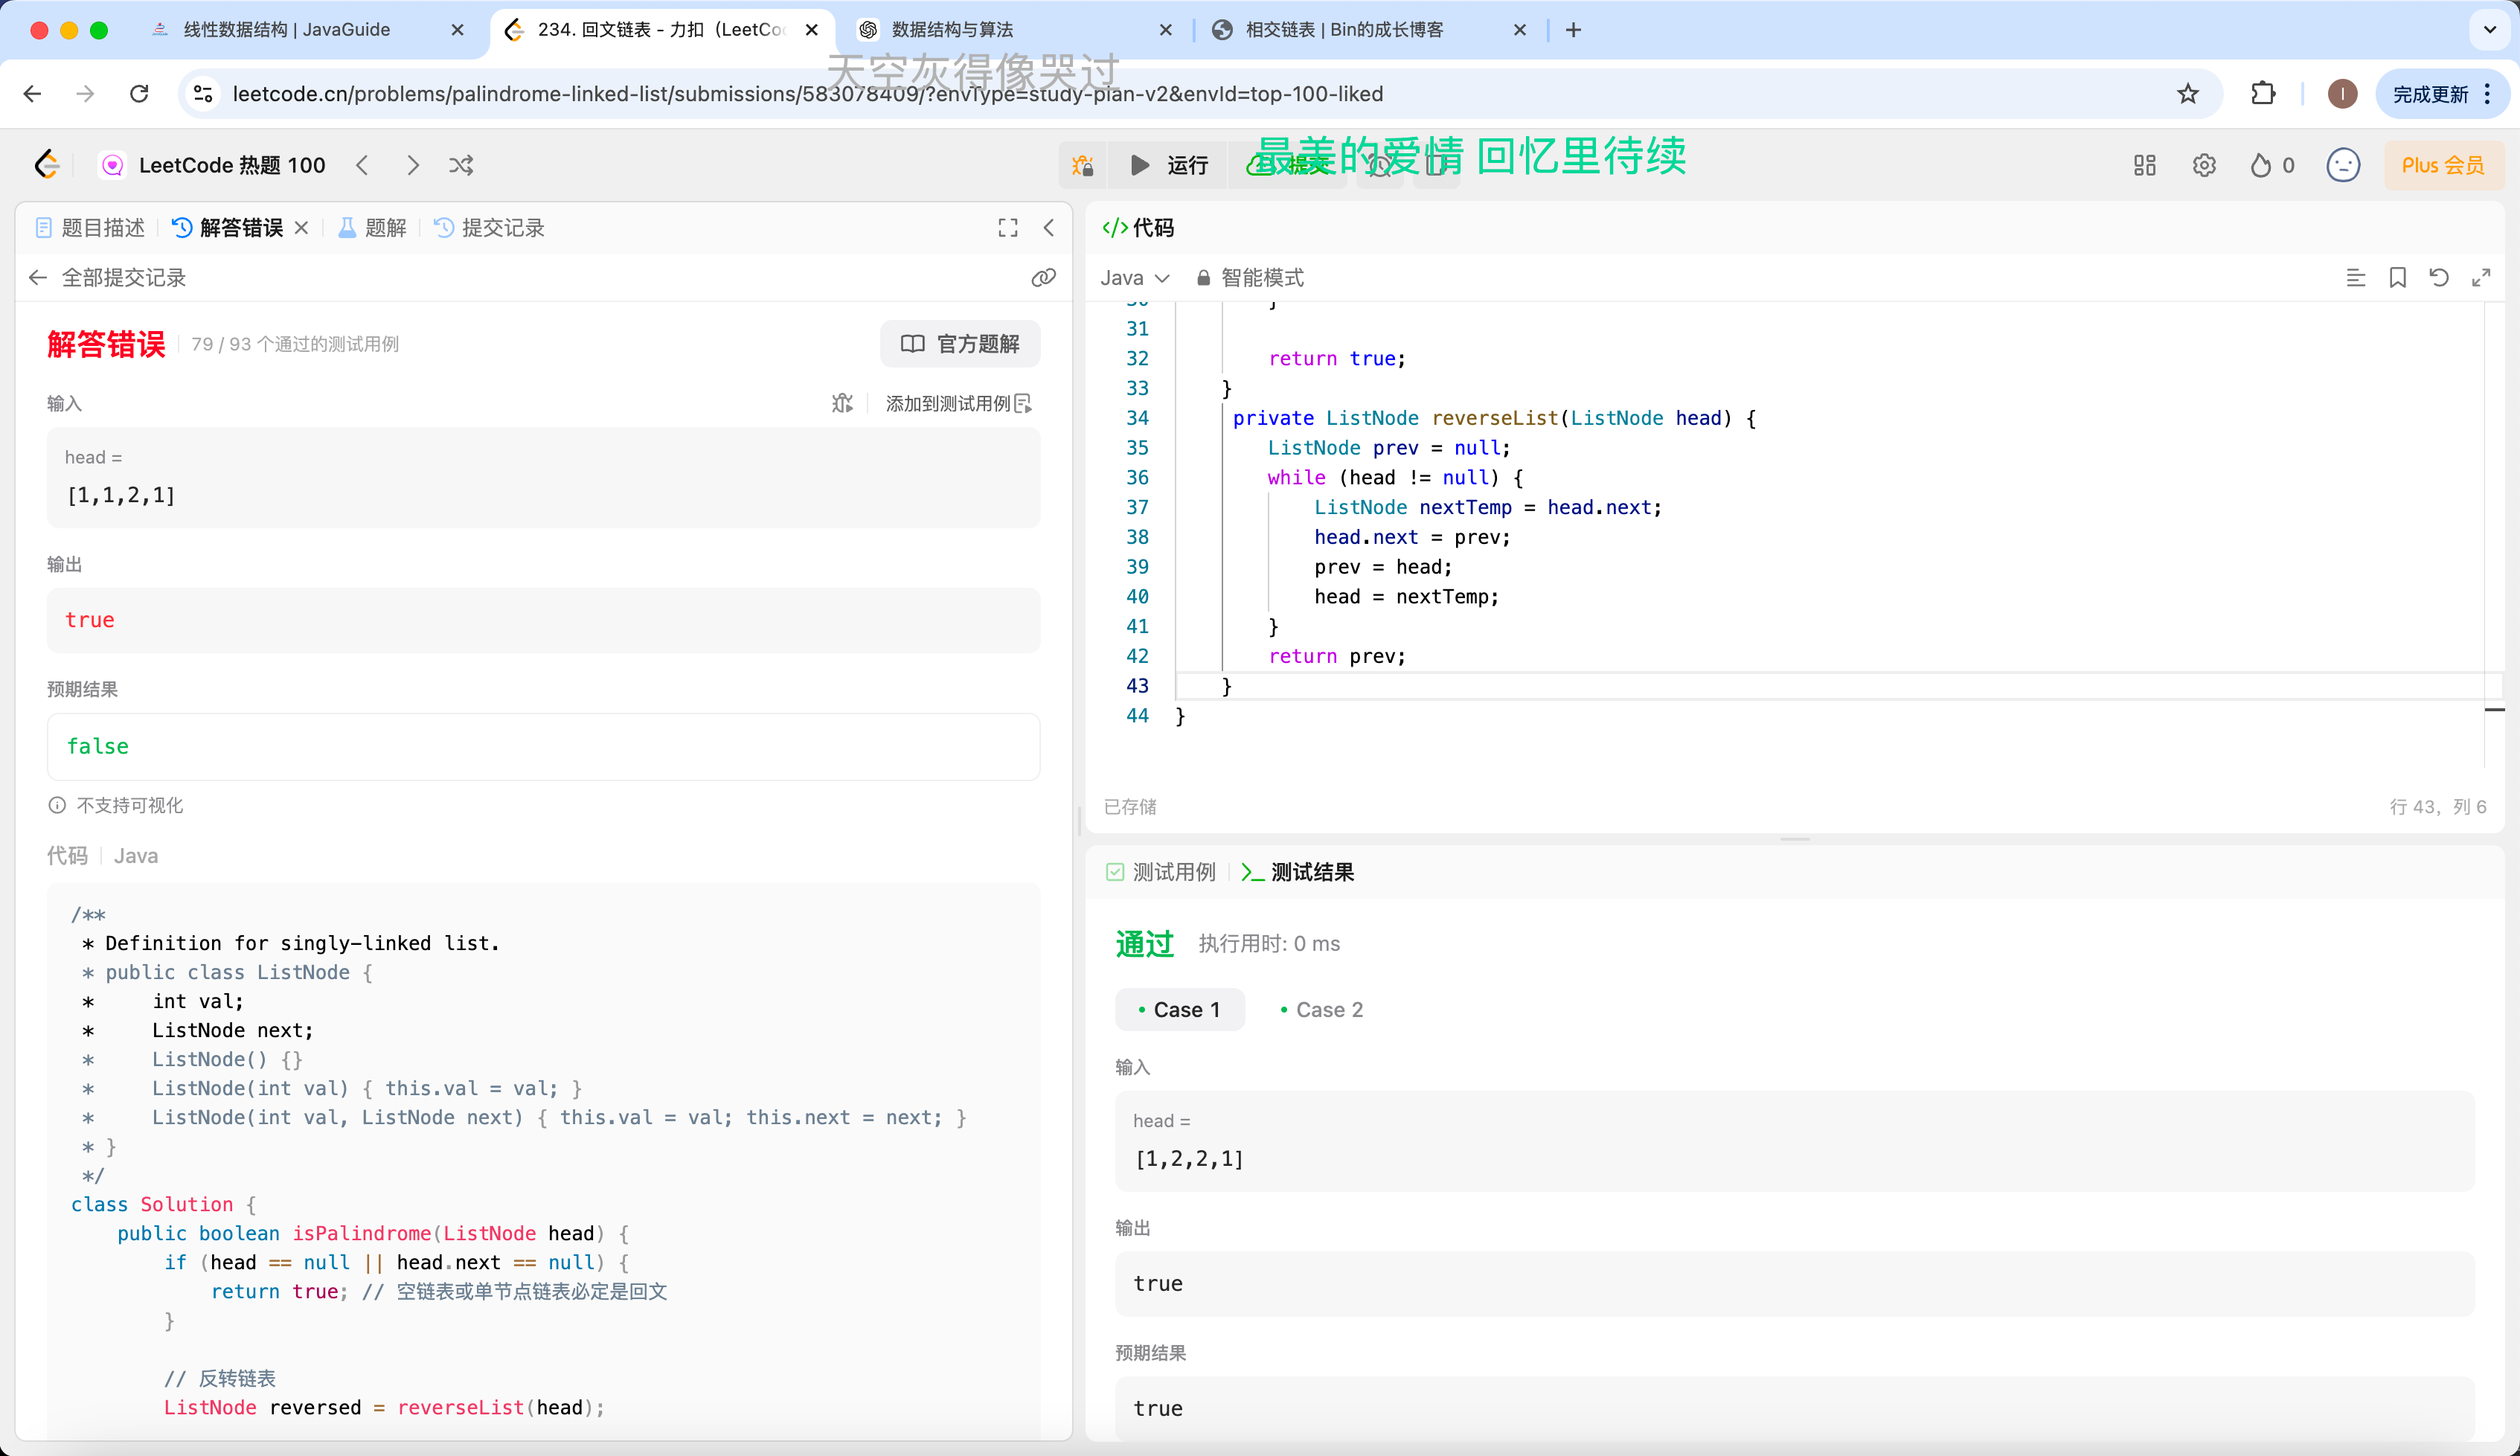 线性数据结构 | JavaGuide
234. 回文链表 - 力扣（LeetCo
数据结构与算法
相交链表 | Bin的成长博客
天空灰得像哭过
leetcode.cn/problems/palindrome-linked-list/submissions/583078409/?envType=study-plan-v2&envId=top-100-liked
I
完成更新
LeetCode 热题 100
运行
提交
最美的爱情 回忆里待续
0
Plus 会员
题目描述
解答错误
题解
提交记录
全部提交记录
解答错误
79 / 93 个通过的测试用例
官方题解
输入
添加到测试用例
head =
[1,1,2,1]
输出
true
预期结果
false
不支持可视化
代码
Java
/**
* Definition for singly-linked list.
* public class ListNode {
*     int val;
*     ListNode next;
*     ListNode() {}
*     ListNode(int val) { this.val = val; }
*     ListNode(int val, ListNode next) { this.val = val; this.next = next; }
* }
*/
class Solution {
public boolean isPalindrome(ListNode head) {
if (head == null || head.next == null) {
return true; // 空链表或单节点链表必定是回文
}
// 反转链表
ListNode reversed = reverseList(head);
</> 代码
Java
智能模式
30 }
31
32 return true;
33 }
34 private ListNode reverseList(ListNode head) {
35 ListNode prev = null;
36 while (head != null) {
37 ListNode nextTemp = head.next;
38 head.next = prev;
39 prev = head;
40 head = nextTemp;
41 }
42 return prev;
43 }
44 }
已存储
行 43，列 6
测试用例
测试结果
通过
执行用时: 0 ms
Case 1
Case 2
输入
head =
[1,2,2,1]
输出
true
预期结果
true